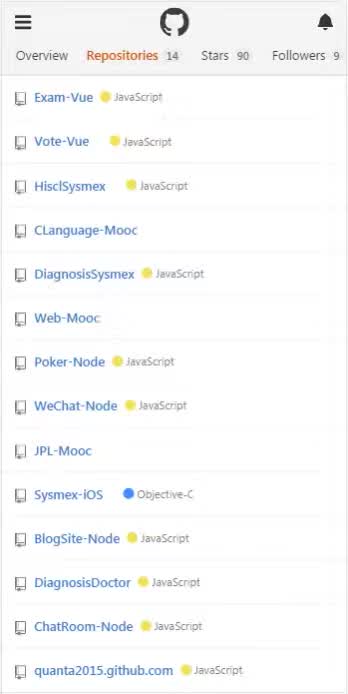 Overview Repositories 14 Stars 90 Followers 9
Exam-Vue JavaScript
Vote-Vue JavaScript
HisclSysmex JavaScript
CLanguage-Mooc
DiagnosisSysmex JavaScript
Web-Mooc
Poker-Node JavaScript
WeChat-Node JavaScript
JPL-Mooc
Sysmex-iOS Objective-C
BlogSite-Node JavaScript
DiagnosisDoctor JavaScript
ChatRoom-Node JavaScript
quanta2015.github.com JavaScript